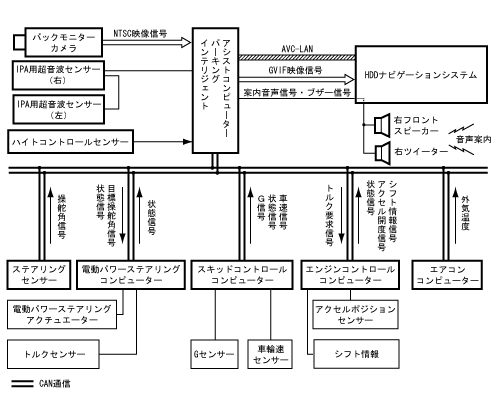 バックモニター
カメラ
NTSC映像信号
IPA用超音波センサー
(右)
IPA用超音波センサー
(左)
ハイトコントロールセンサー
インテリジェント
パーキング
アシストコンピューター
AVC-LAN
GVIF映像信号
案内音声信号・ブザー信号
HDDナビゲーションシステム
右フロント
スピーカー
音声案内
右ツイーター
操舵角信号
目標操舵角信号
状態信号
状態信号
車速信号
状態信号
G信号
トルク要求信号
シフト情報信号
アクセル開度信号
状態信号
外気温度
ステアリング
センサー
電動パワーステアリング
コンピューター
スキッドコントロール
コンピューター
エンジンコントロール
コンピューター
エアコン
コンピューター
電動パワーステアリング
アクチュエーター
アクセルポジション
センサー
トルクセンサー
Gセンサー
車輪速
センサー
シフト情報
CAN通信